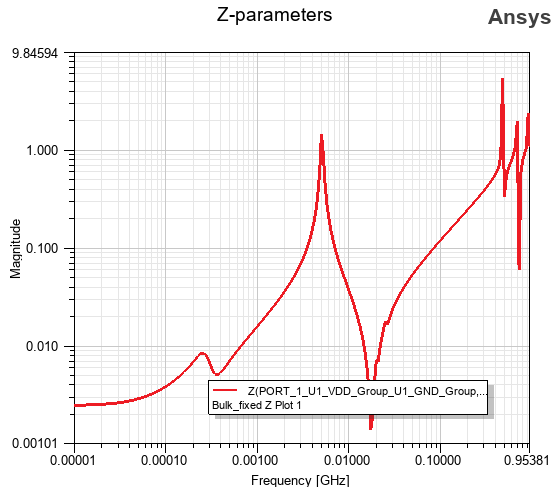 Z-parameters
Ansys
9.84594
1.000
0.100
0.010
0.00101
Magnitude
Z(PORT_1_U1_VDD_Group_U1_GND_Group,...
Bulk_fixed Z Plot 1
0.00001 0.00010 0.00100 0.01000 0.10000 0.95381
Frequency [GHz]